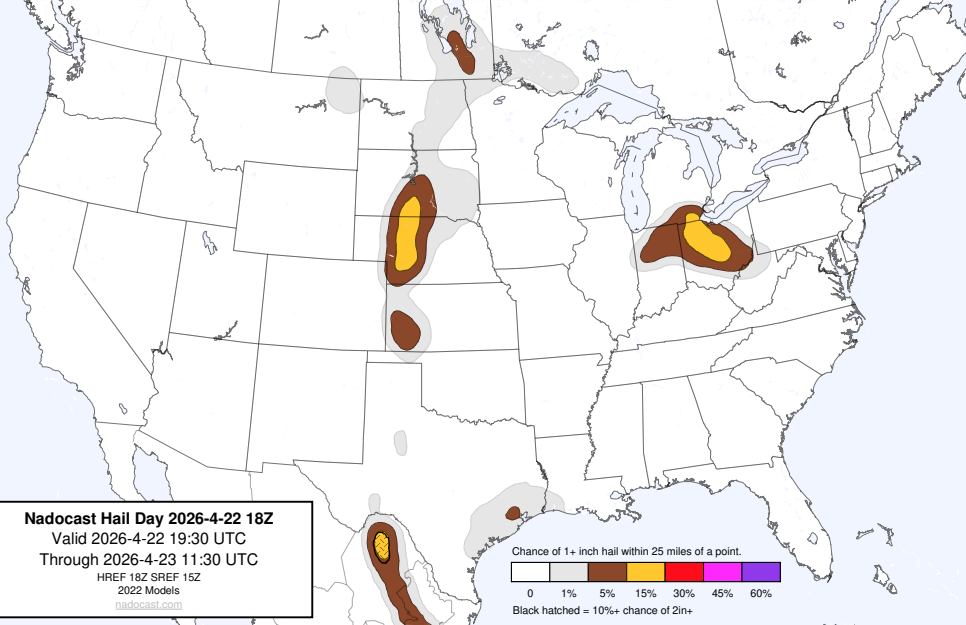 Nadocast Hail Day 2026-4-22 18Z
Valid 2026-4-22 19:30 UTC
Through 2026-4-23 11:30 UTC
HREF 18Z SREF 15Z
2022 Models
nadocast.com
Chance of 1+ inch hail within 25 miles of a point.
0 1% 5% 15% 30% 45% 60%
Black hatched = 10%+ chance of 2in+